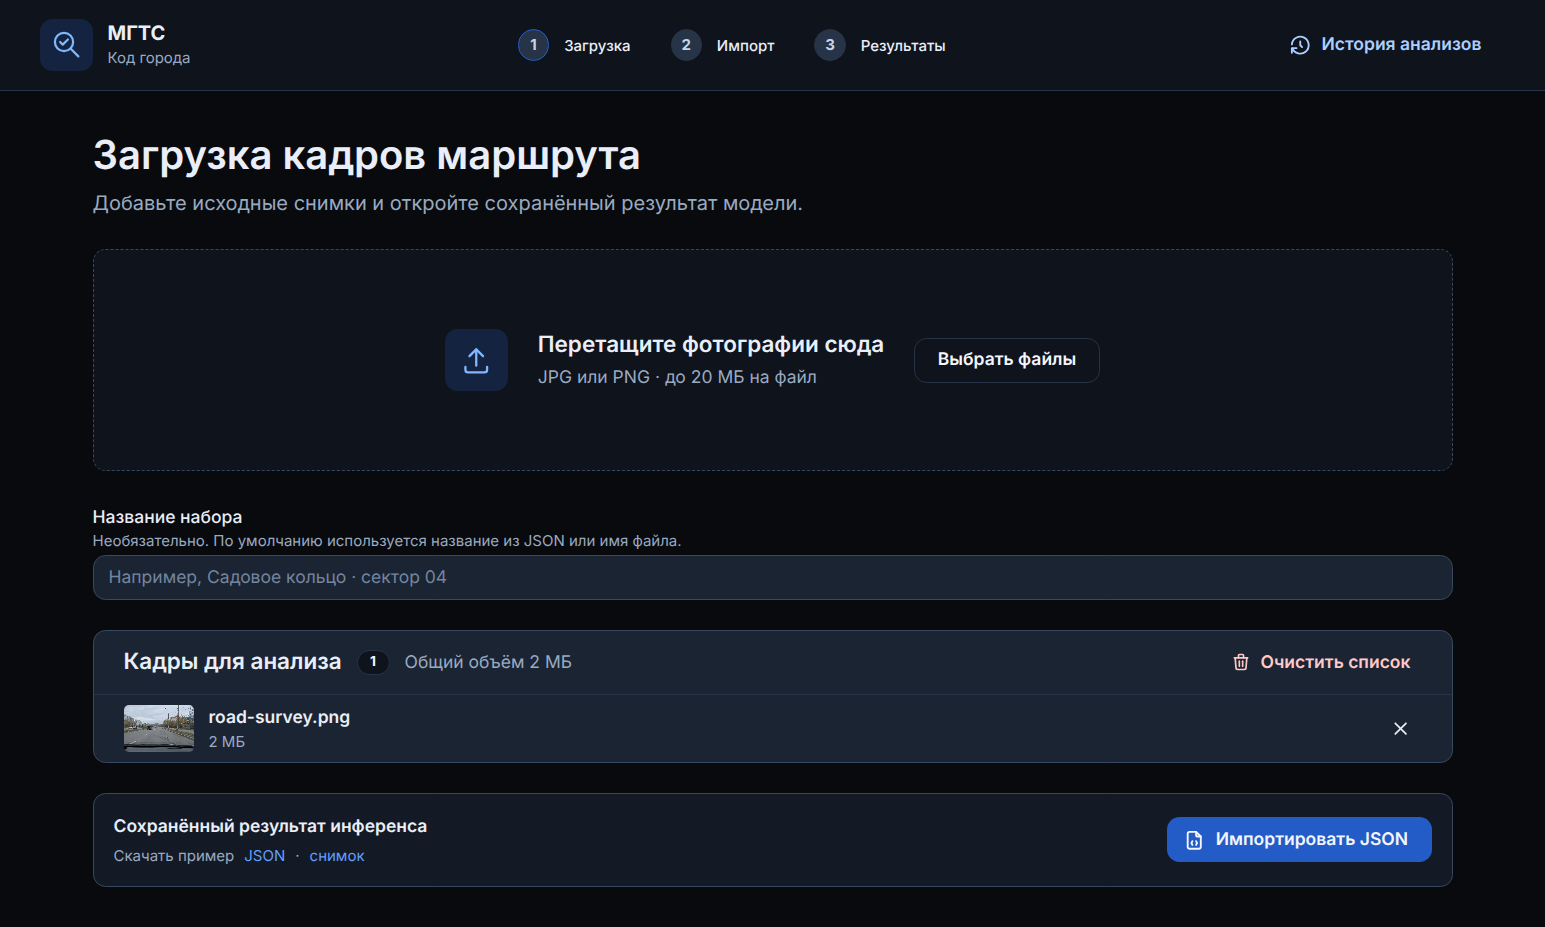 МГТС
Код города
1 Загрузка
2 Импорт
3 Результаты
История анализов
Загрузка кадров маршрута
Добавьте исходные снимки и откройте сохранённый результат модели.
Перетащите фотографии сюда
JPG или PNG · до 20 МБ на файл
Выбрать файлы
Название набора
Необязательно. По умолчанию используется название из JSON или имя файла.
Например, Садовое кольцо · сектор 04
Кадры для анализа 1 Общий объём 2 МБ
Очистить список
road-survey.png
2 МБ
Сохранённый результат инференса
Скачать пример JSON · снимок
Импортировать JSON